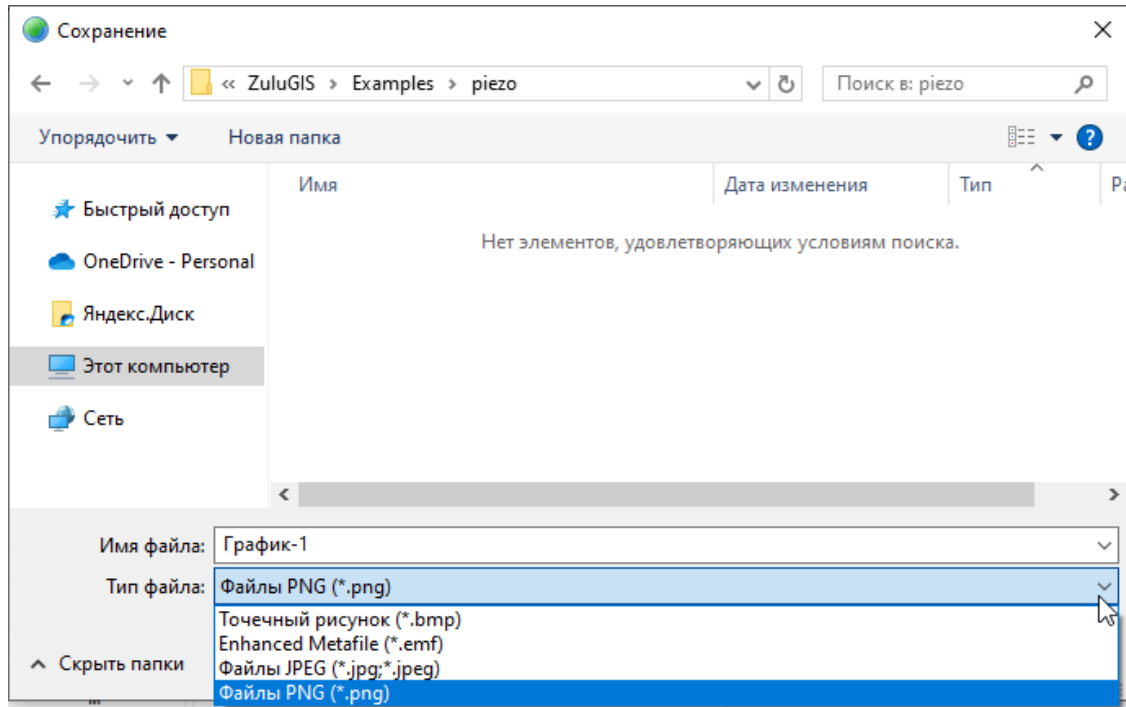 Сохранение
« ZuluGIS > Examples > piezo
Поиск в: piezo
Упорядочить
Новая папка
Имя
Дата изменения
Тип
Быстрый доступ
Нет элементов, удовлетворяющих условиям поиска.
OneDrive - Personal
Яндекс.Диск
Этот компьютер
Сеть
Имя файла: График-1
Тип файла: Файлы PNG (*.png)
Точечный рисунок (*.bmp)
Enhanced Metafile (*.emf)
Скрыть папки
Файлы JPEG (*.jpg;*.jpeg)
Файлы PNG (*.png)